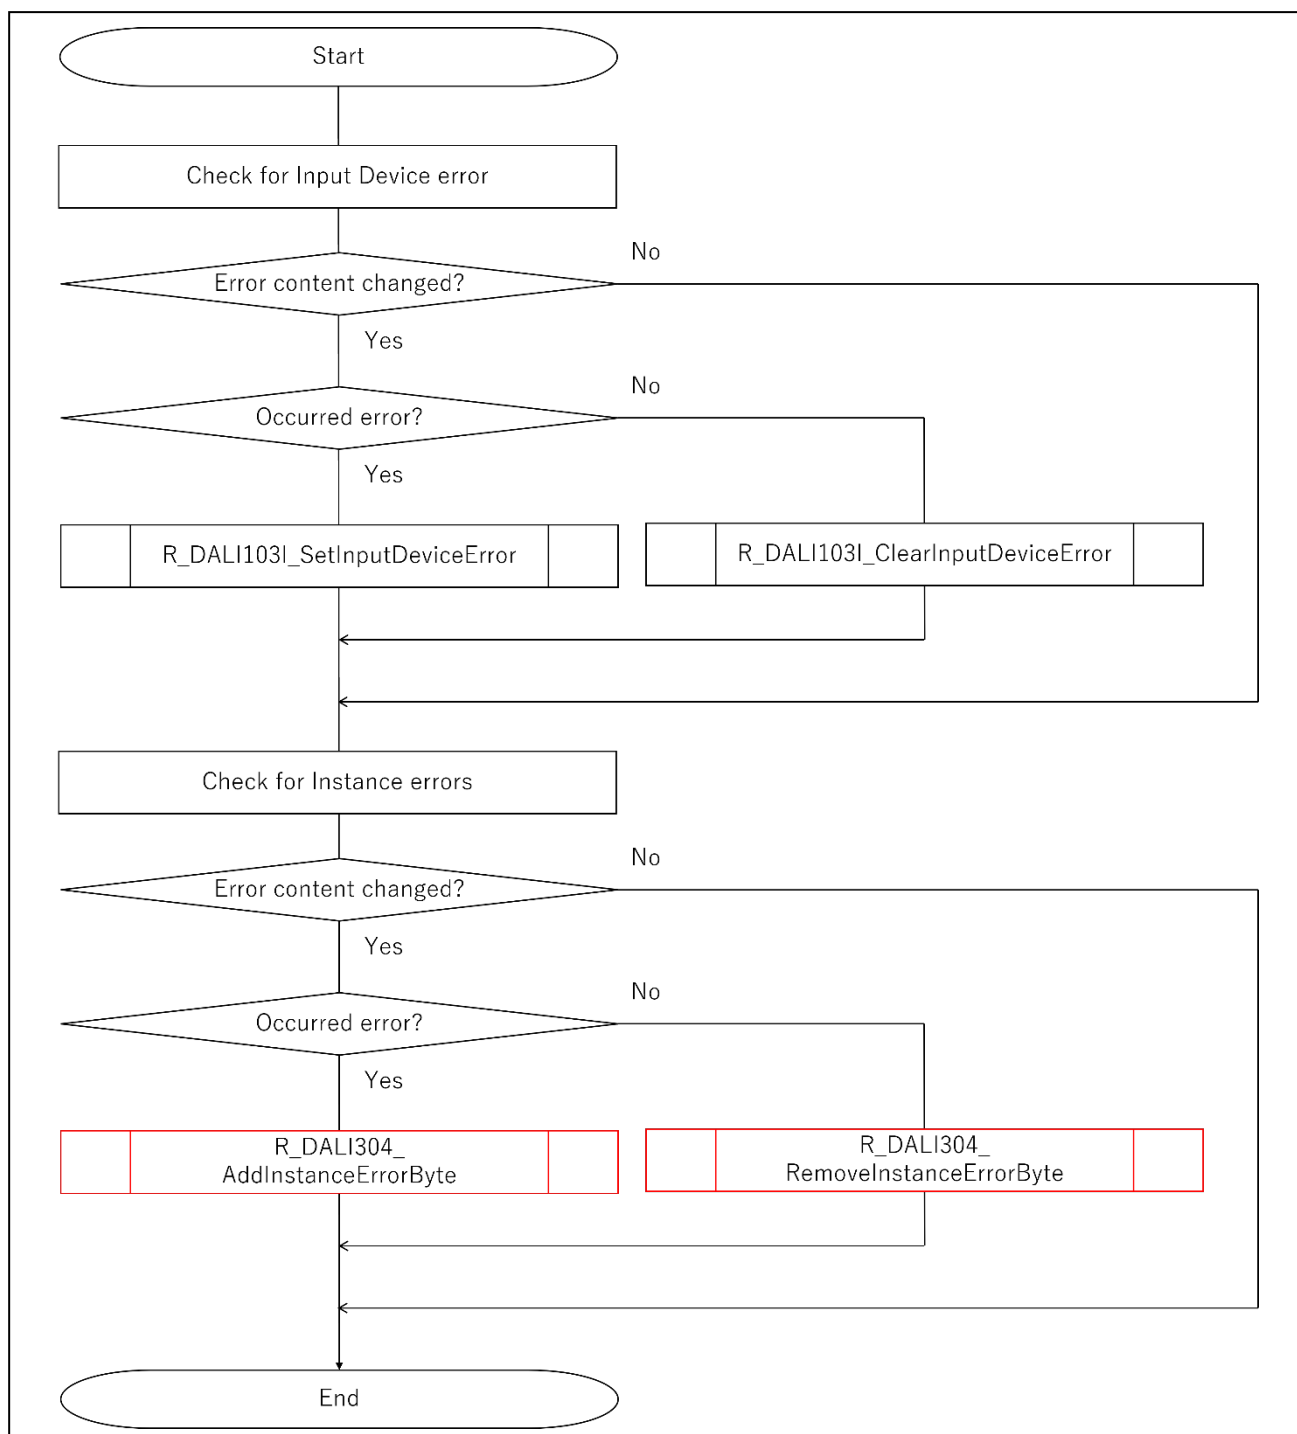 Start
Check for Input Device error
No
Error content changed?
Yes
No
Occurred error?
Yes
R_DALI103I_SetInputDeviceError
R_DALI103I_ClearInputDeviceError
Check for Instance errors
No
Error content changed?
Yes
No
Occurred error?
Yes
R_DALI304_
AddInstanceErrorByte
R_DALI304_
RemoveInstanceErrorByte
End